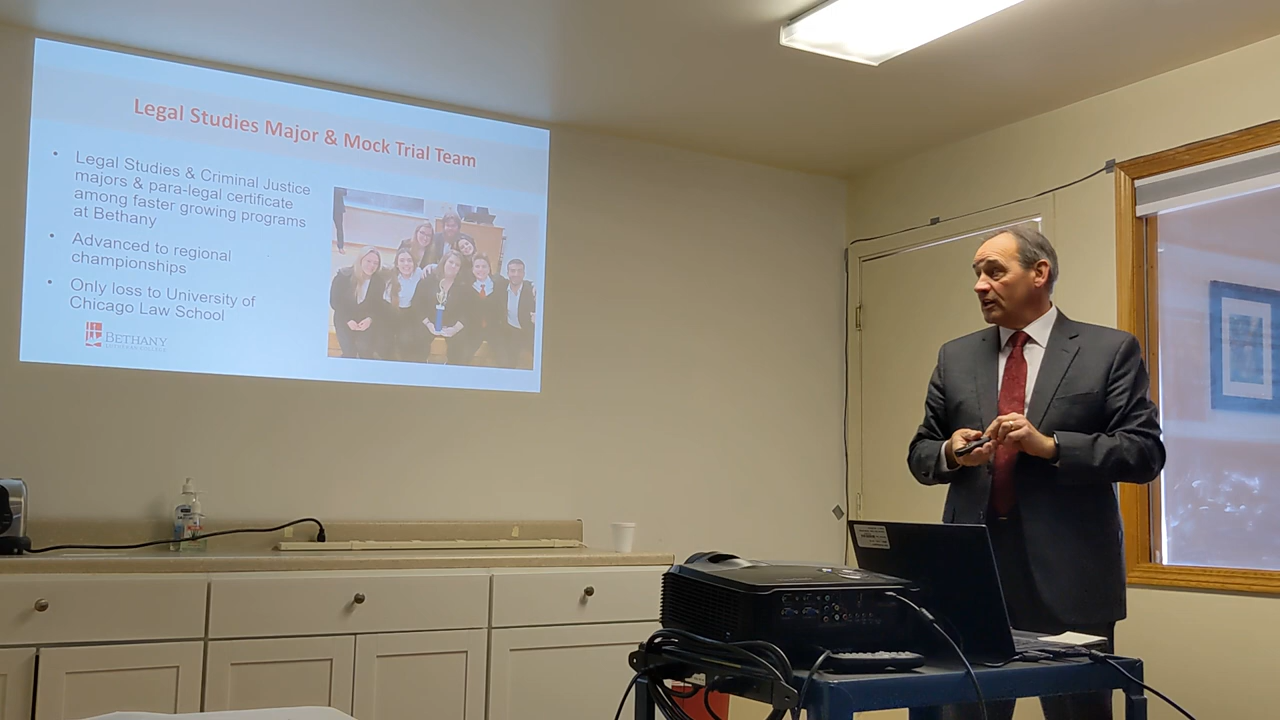 Legal Studies Major & Mock Trial Team
• Legal Studies & Criminal Justice
majors & para-legal certificate
among faster growing programs
at Bethany
• Advanced to regional
championships
• Only loss to University of
Chicago Law School
BETHANY